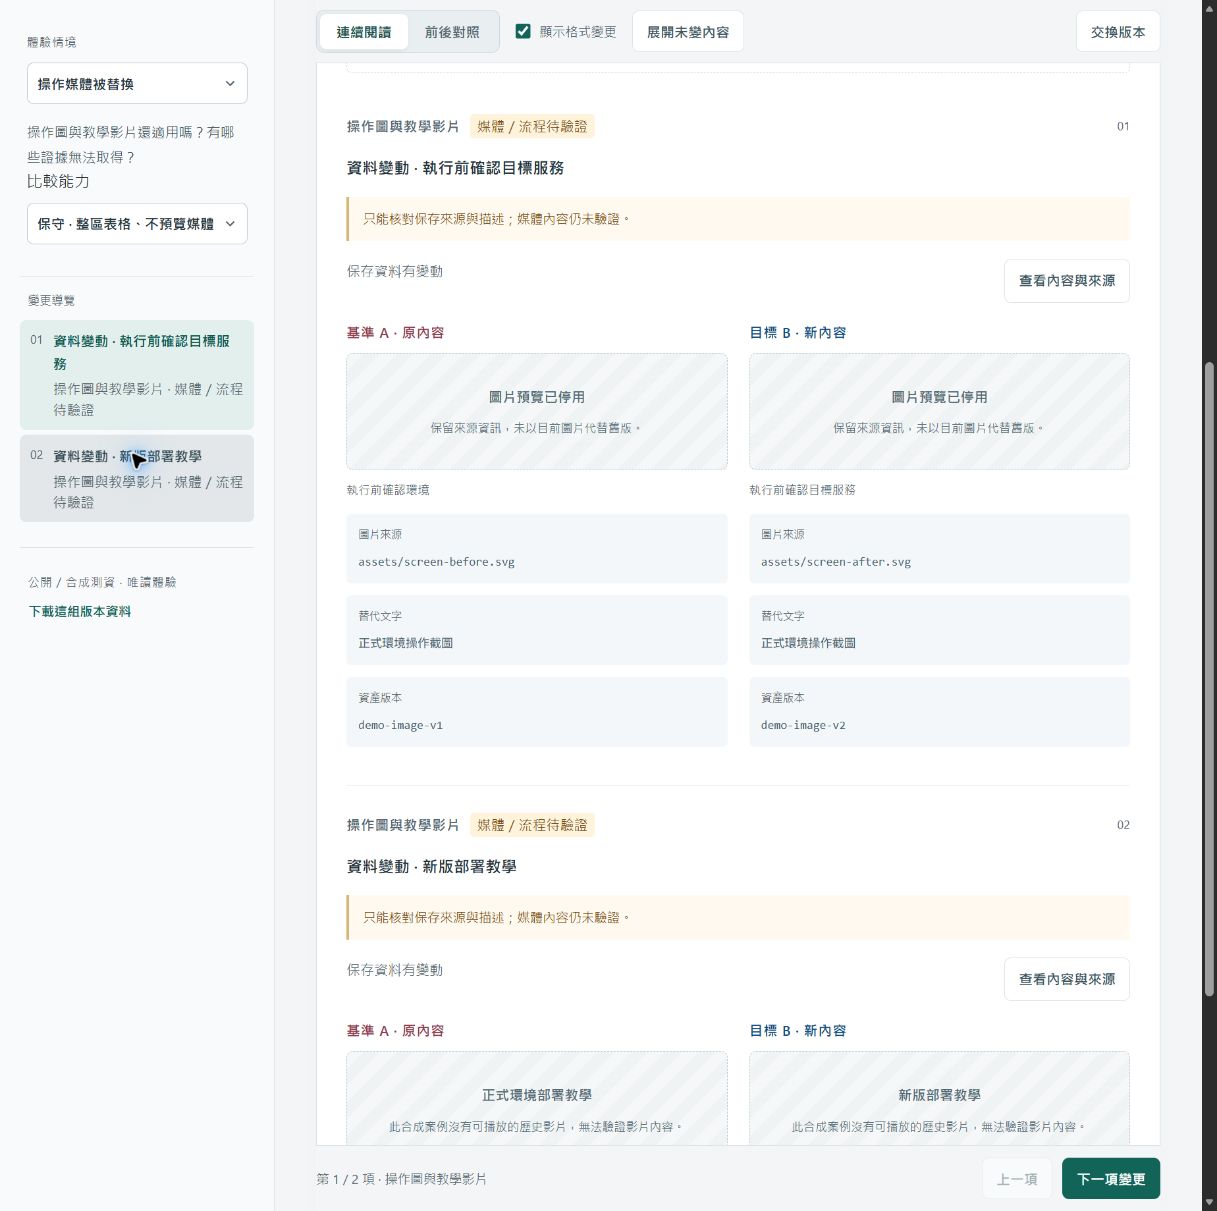 體驗情境
操作媒體被替換
操作圖與教學影片還適用嗎？有哪
些證據無法取得？
比較能力
保守 · 整區表格、不預覽媒體
變更導覽
01 資料變動 · 執行前確認目標服
務
操作圖與教學影片 · 媒體 / 流程
待驗證
02 資料變動 · 新版部署教學
操作圖與教學影片 · 媒體 / 流程
待驗證
公開 / 合成測資 · 唯讀體驗
下載這組版本資料
連續閱讀 前後對照 顯示格式變更 展開未變內容 交換版本
操作圖與教學影片 媒體 / 流程待驗證 01
資料變動 · 執行前確認目標服務
只能核對保存來源與描述；媒體內容仍未驗證。
保存資料有變動
查看內容與來源
基準 A · 原內容
圖片預覽已停用
保留來源資訊，未以目前圖片代替舊版。
執行前確認環境
圖片來源
assets/screen-before.svg
替代文字
正式環境操作截圖
資產版本
demo-image-v1
目標 B · 新內容
圖片預覽已停用
保留來源資訊，未以目前圖片代替舊版。
執行前確認目標服務
圖片來源
assets/screen-after.svg
替代文字
正式環境操作截圖
資產版本
demo-image-v2
操作圖與教學影片 媒體 / 流程待驗證 02
資料變動 · 新版部署教學
只能核對保存來源與描述；媒體內容仍未驗證。
保存資料有變動
查看內容與來源
基準 A · 原內容
正式環境部署教學
此合成案例沒有可播放的歷史影片，無法驗證影片內容。
目標 B · 新內容
新版部署教學
此合成案例沒有可播放的歷史影片，無法驗證影片內容。
第 1 / 2 項 · 操作圖與教學影片
上一項 下一項變更